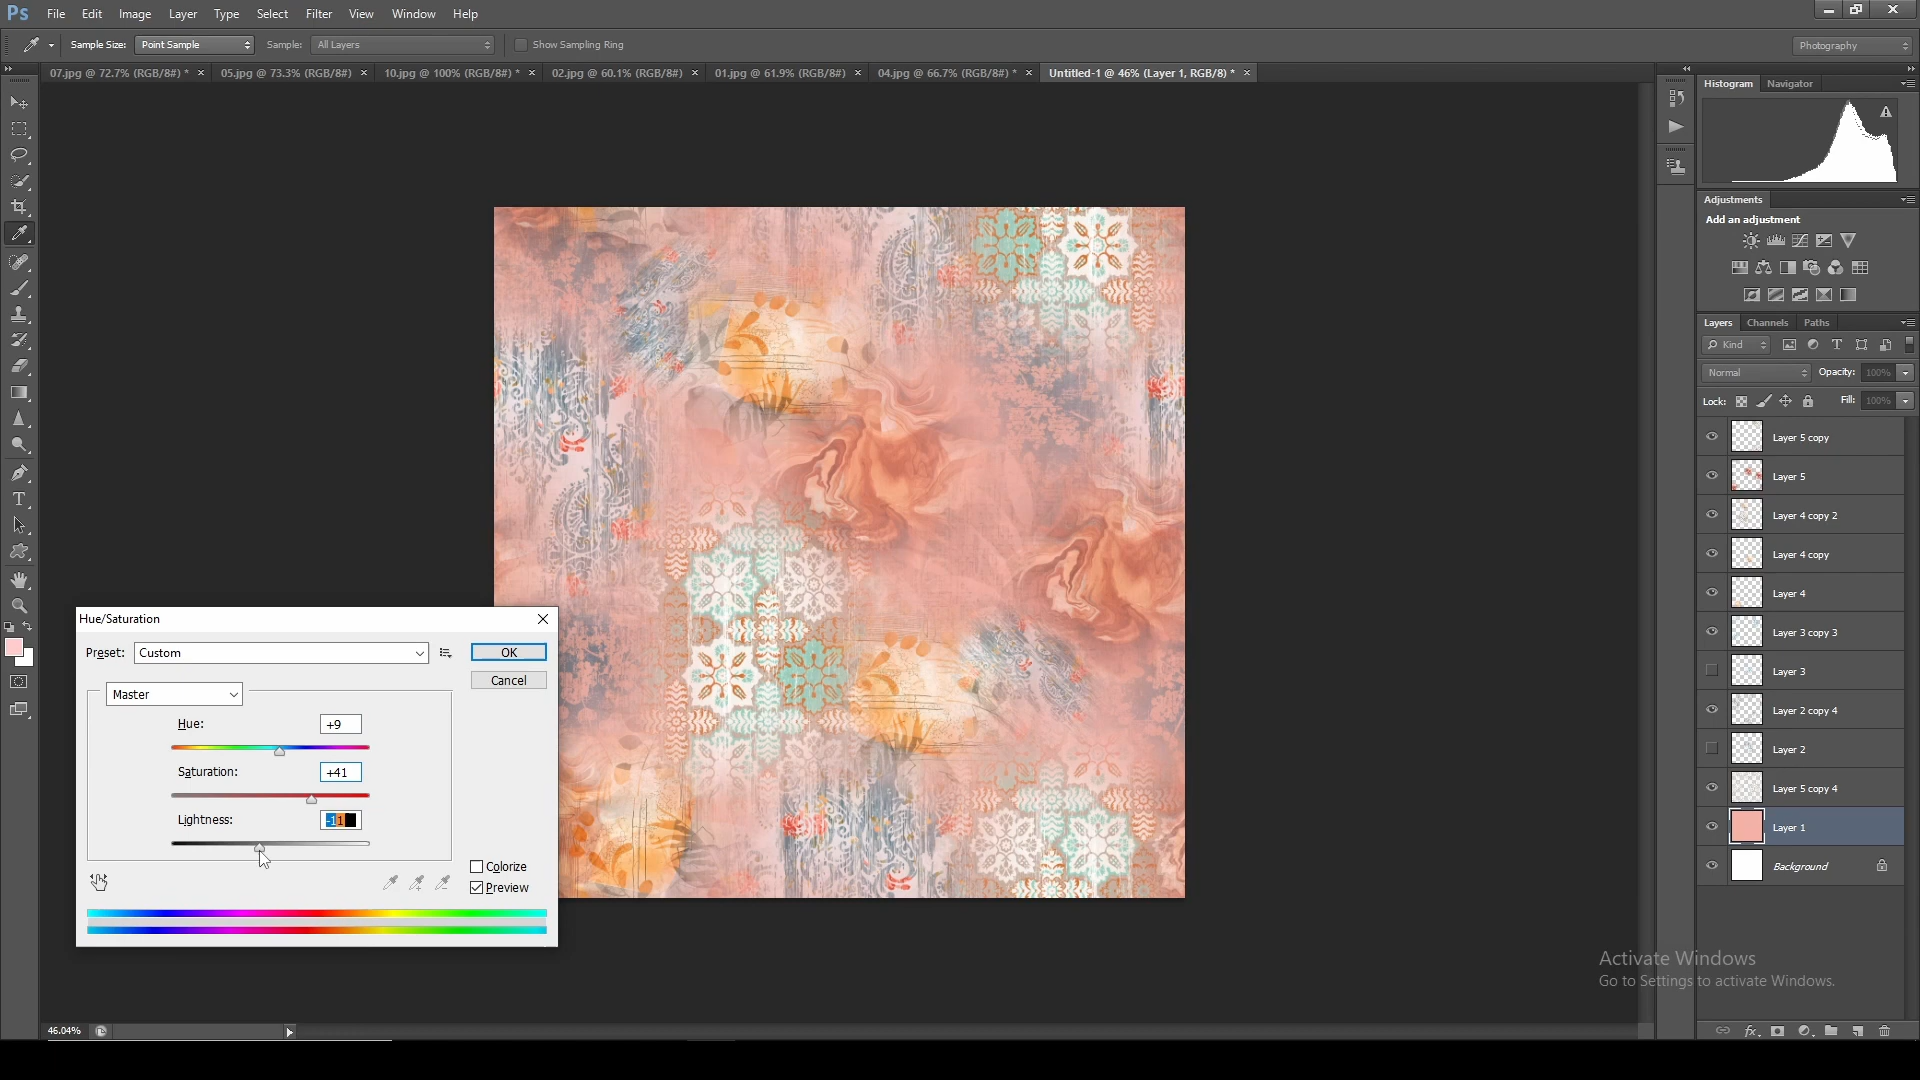 Ps File Edit Image Layer Type Select Filter View Window Help
Sample Size: Point Sample Sample: All Layers Show Sampling Ring Photography
07.jpg @ 72.7% (RGB/8#) * 05.jpg @ 73.3% (RGB/8#) 10.jpg @ 100% (RGB/8#) * 02.jpg @ 60.1% (RGB/8#) 01.jpg @ 61.9% (RGB/8#) 04.jpg @ 66.7% (RGB/8#) * Untitled-1 @ 46% (Layer 1, RGB/8) *
Histogram Navigator
Adjustments
Add an adjustment
Layers Channels Paths
Kind
Normal Opacity: 100%
Lock: Fill: 100%
Layer 5 copy
Layer 5
Layer 4 copy 2
Layer 4 copy
Layer 4
Layer 3 copy 3
Layer 3
Layer 2 copy 4
Layer 2
Layer 5 copy 4
Layer 1
Background
Hue/Saturation
Preset: Custom OK
Cancel
Master
Hue: +9
Saturation: +41
Lightness: -11
Colorize
Preview
Activate Windows
Go to Settings to activate Windows.
46.04%